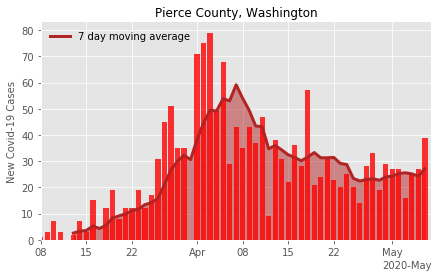 Pierce County, Washington
7 day moving average
New Covid-19 Cases
80
70
60
50
40
30
20
10
0
08 15 22 Apr 08 15 22 May
2020-May